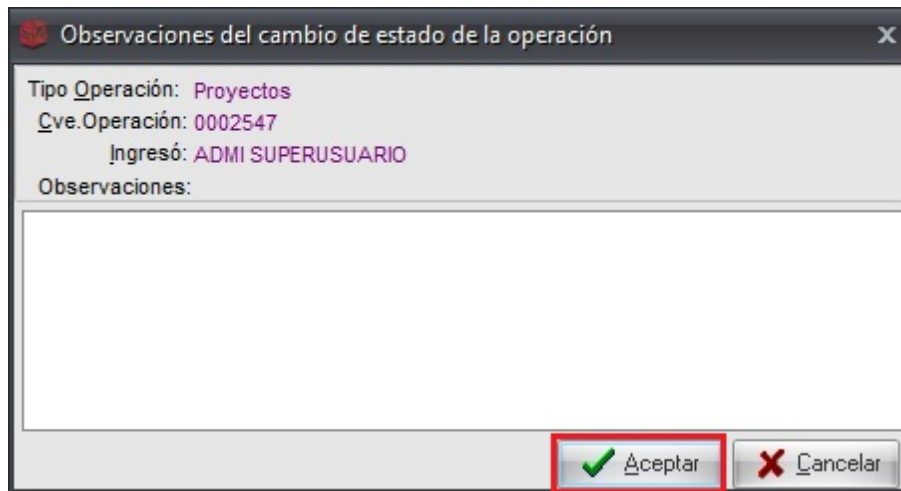 Observaciones del cambio de estado de la operación
Tipo Operación: Proyectos
Cve.Operación: 0002547
Ingresó: ADMI SUPERUSUARIO
Observaciones:
Aceptar Cancelar